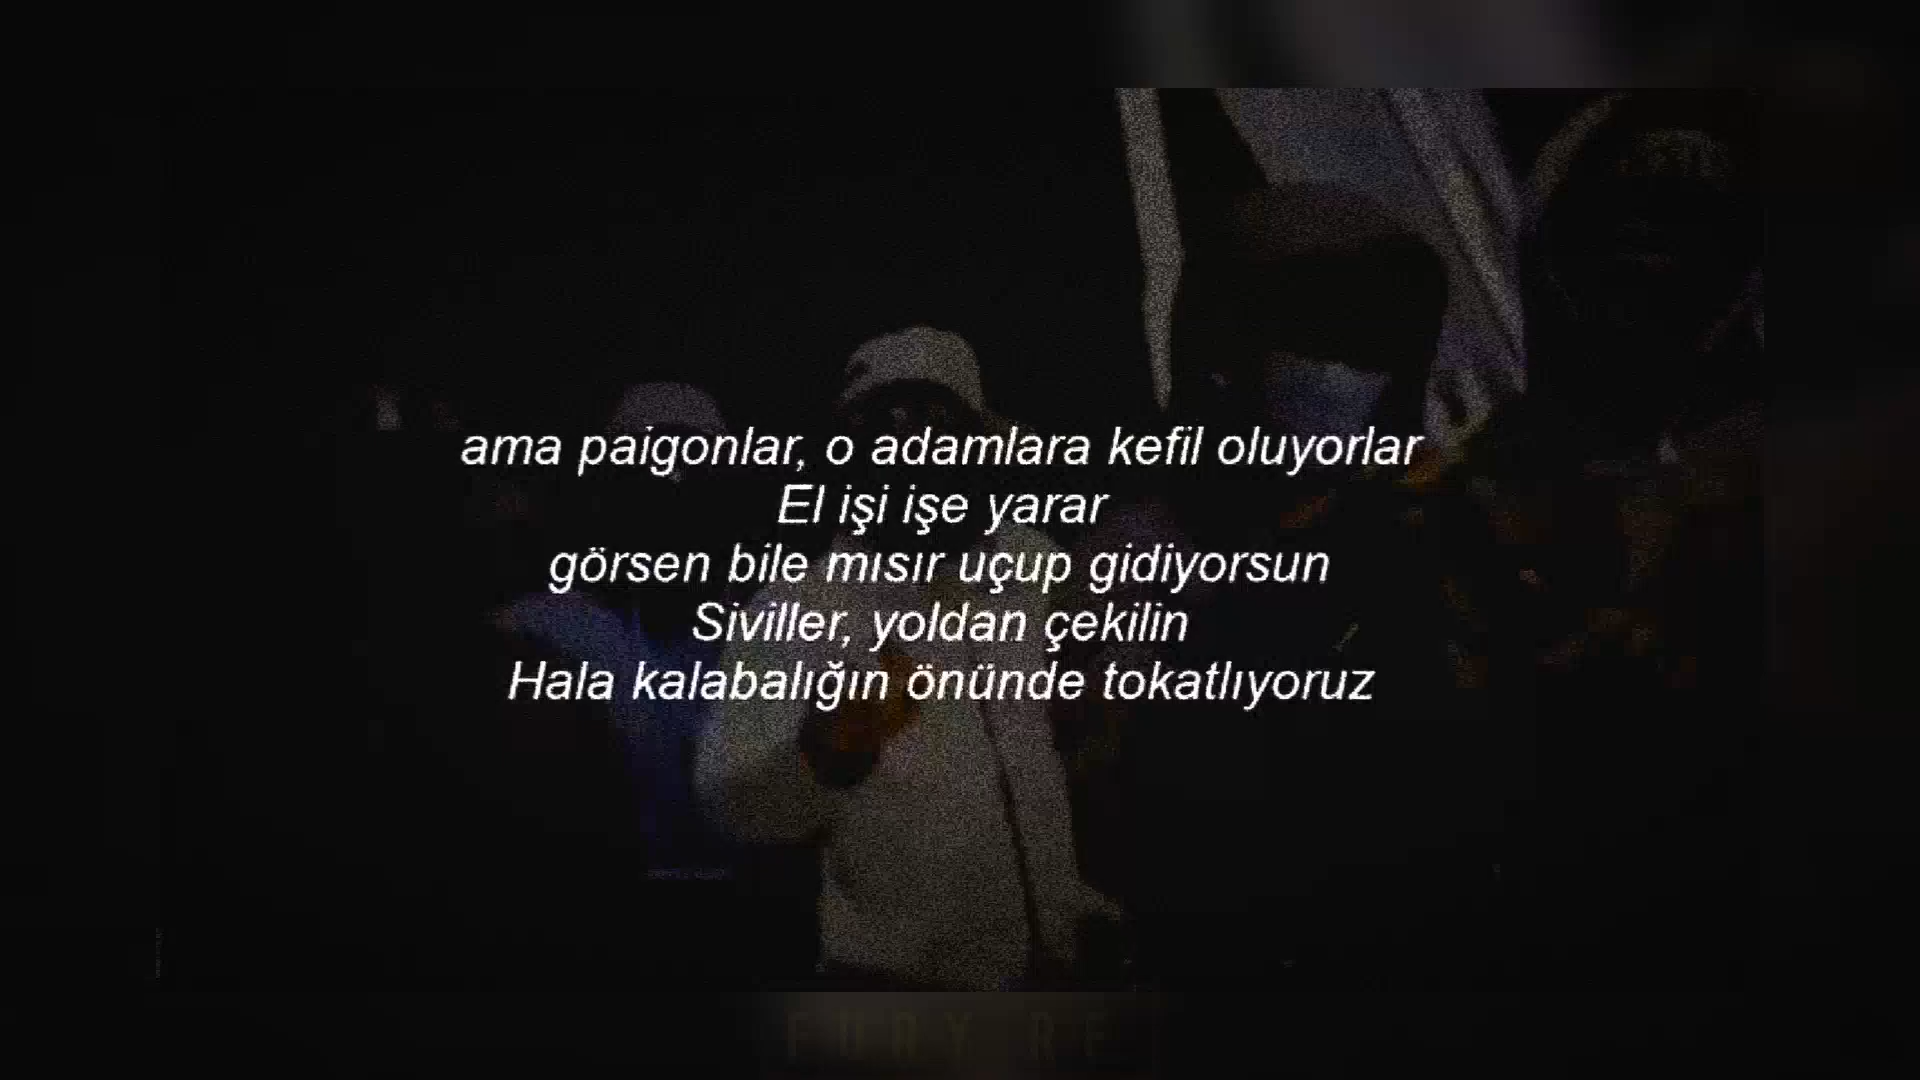 ama paigonlar, o adamlara kefil oluyorlar
El işi işe yarar
görsen bile mısır uçup gidiyorsun
Siviller, yoldan çekilin
Hala kalabalığın önünde tokatlıyoruz